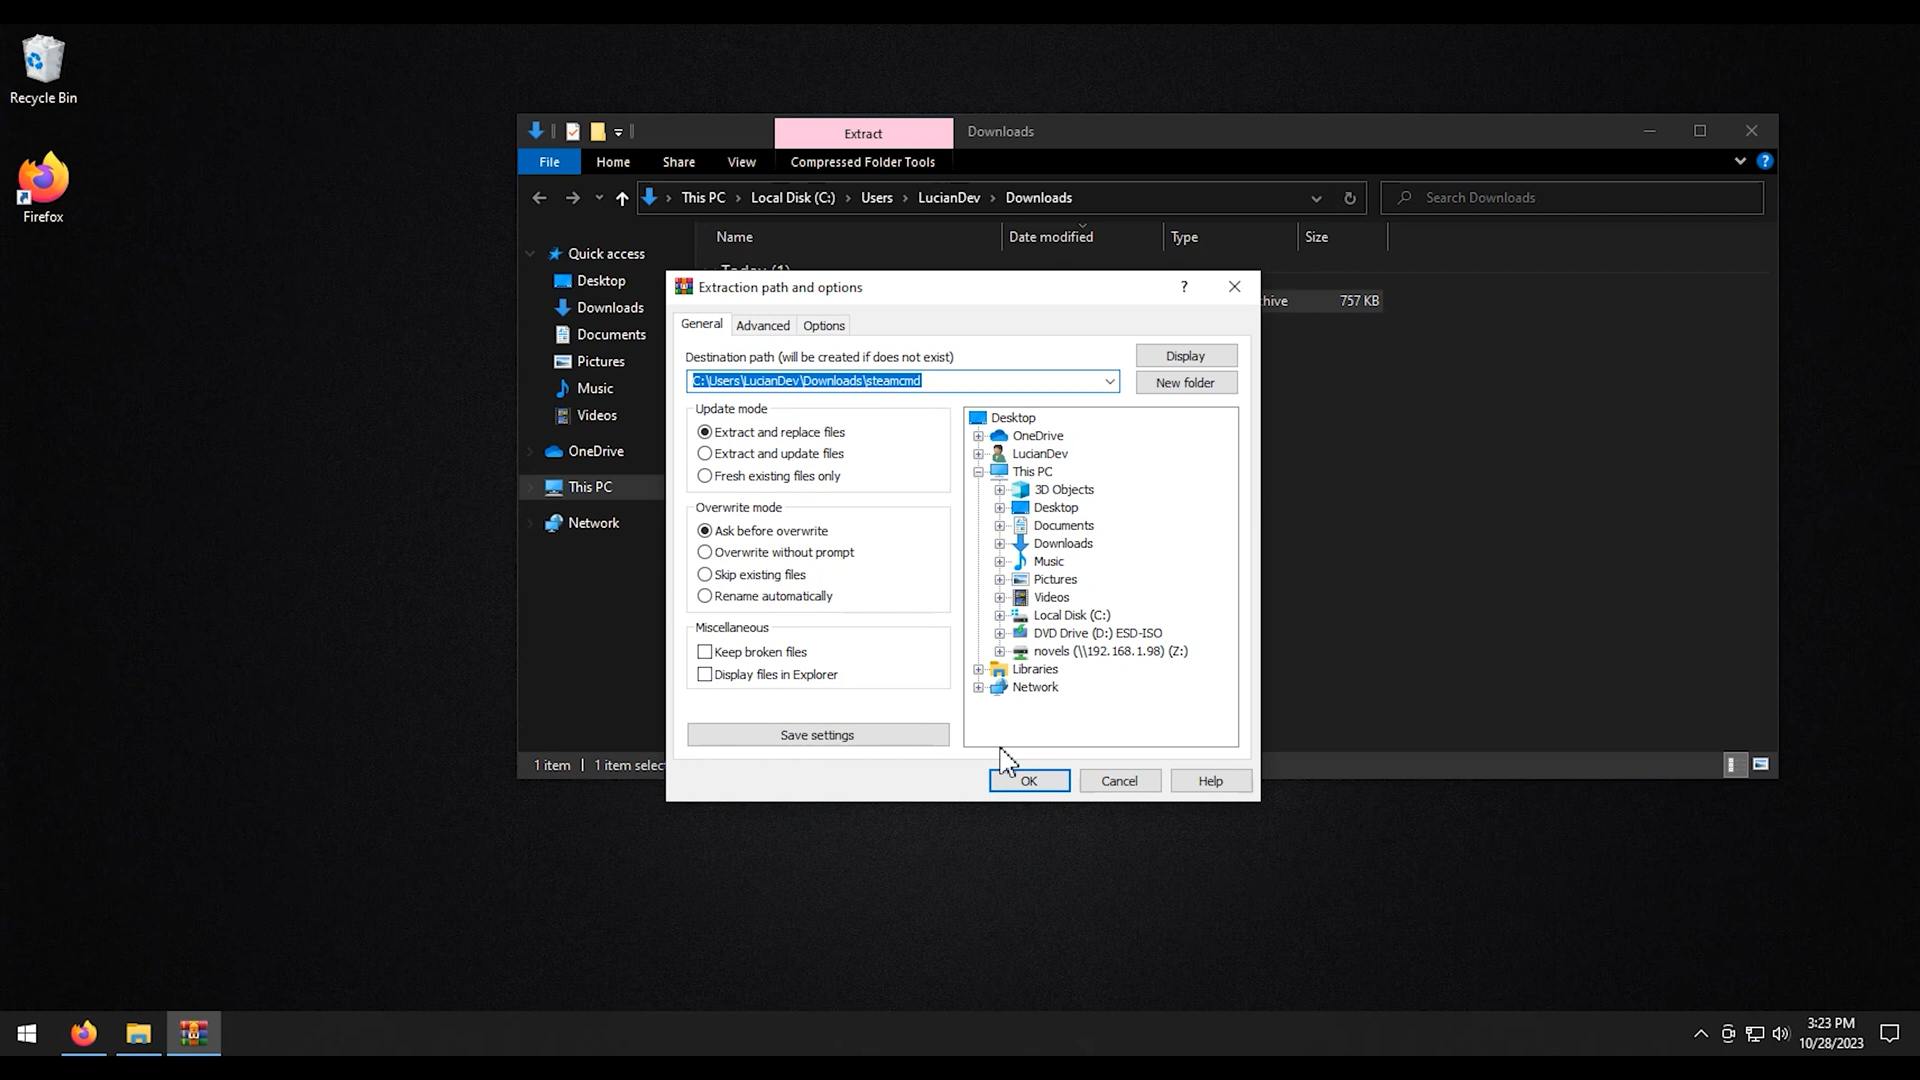 Recycle Bin
Firefox
Extract
Downloads
File
Home
Share
View
Compressed Folder Tools
This PC
Local Disk (C:)
Users
LucianDev
Downloads
Search Downloads
Name
Date modified
Type
Size
Quick access
Desktop
Downloads
Documents
Pictures
Music
Videos
OneDrive
This PC
Network
757 KB
Extraction path and options
?
General
Advanced
Options
Destination path (will be created if does not exist)
Display
C:\Users\LucianDev\Downloads\steamcmd
New folder
Update mode
Extract and replace files
Extract and update files
Fresh existing files only
Overwrite mode
Ask before overwrite
Overwrite without prompt
Skip existing files
Rename automatically
Miscellaneous
Keep broken files
Display files in Explorer
Save settings
Desktop
OneDrive
LucianDev
This PC
3D Objects
Desktop
Documents
Downloads
Music
Pictures
Videos
Local Disk (C:)
DVD Drive (D:) ESD-ISO
novels (\\192.168.1.98) (Z:)
Libraries
Network
OK
Cancel
Help
1 item
1 item selec
3:23 PM
10/28/2023